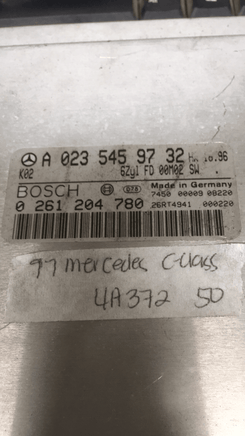 A 023 545 97 32
K02 6Zyl FD 00M02 SW
BOSCH 078 Made in Germany
7450 00009 08220
0 261 204 780 26RT4941 000220
97 mercedes C-Class
4A372 50